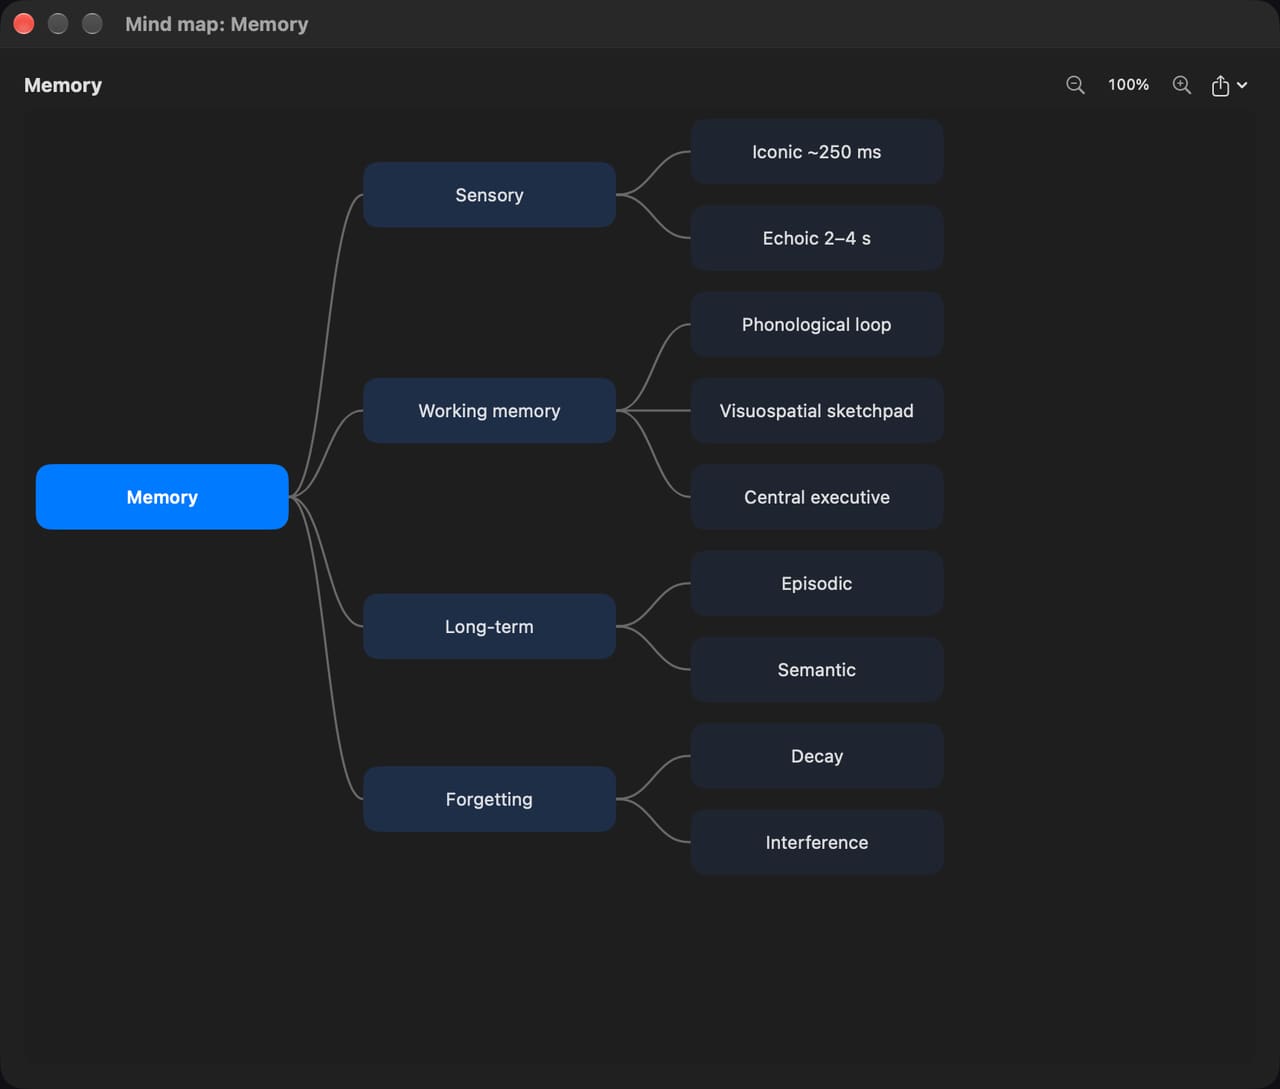 Mind map: Memory
Memory
100%
Iconic ~250 ms
Sensory
Echoic 2–4 s
Phonological loop
Working memory
Visuospatial sketchpad
Memory
Central executive
Episodic
Long-term
Semantic
Decay
Forgetting
Interference